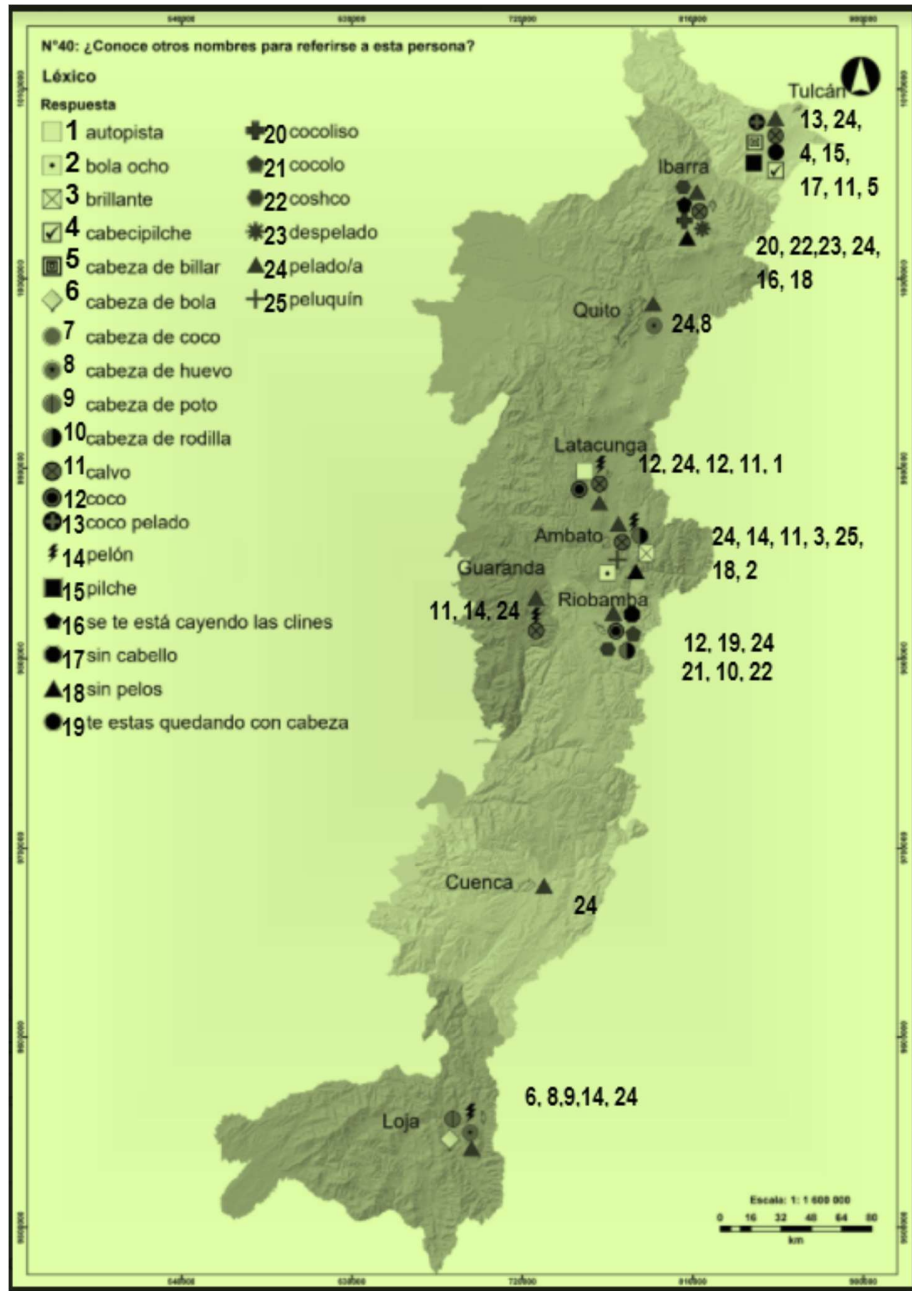 N°40: ¿Conoce otros nombres para referirse a esta persona?
Léxico
Respuesta
1 autopista
2 bola ocho
3 brillante
4 cabecipilche
5 cabeza de billar
6 cabeza de bola
7 cabeza de coco
8 cabeza de huevo
9 cabeza de poto
10 cabeza de rodilla
11 calvo
12 coco
13 coco pelado
14 pelón
15 pilche
16 se te está cayendo las clines
17 sin cabello
18 sin pelos
19 te estas quedando con cabeza
20 cocoliso
21 cocolo
22 coshco
23 despelado
24 pelado/a
25 peluquín
Tulcán
13, 24,
4, 15,
17, 11, 5
Ibarra
20, 22,23, 24,
16, 18
Quito
24,8
Latacunga
12, 24, 12, 11, 1
Ambato
24, 14, 11, 3, 25,
18, 2
Guaranda
11, 14, 24
Riobamba
12, 19, 24
21, 10, 22
Cuenca
24
Loja
6, 8,9,14, 24
Escala: 1: 1 600 000
0 16 32 48 64 80
km